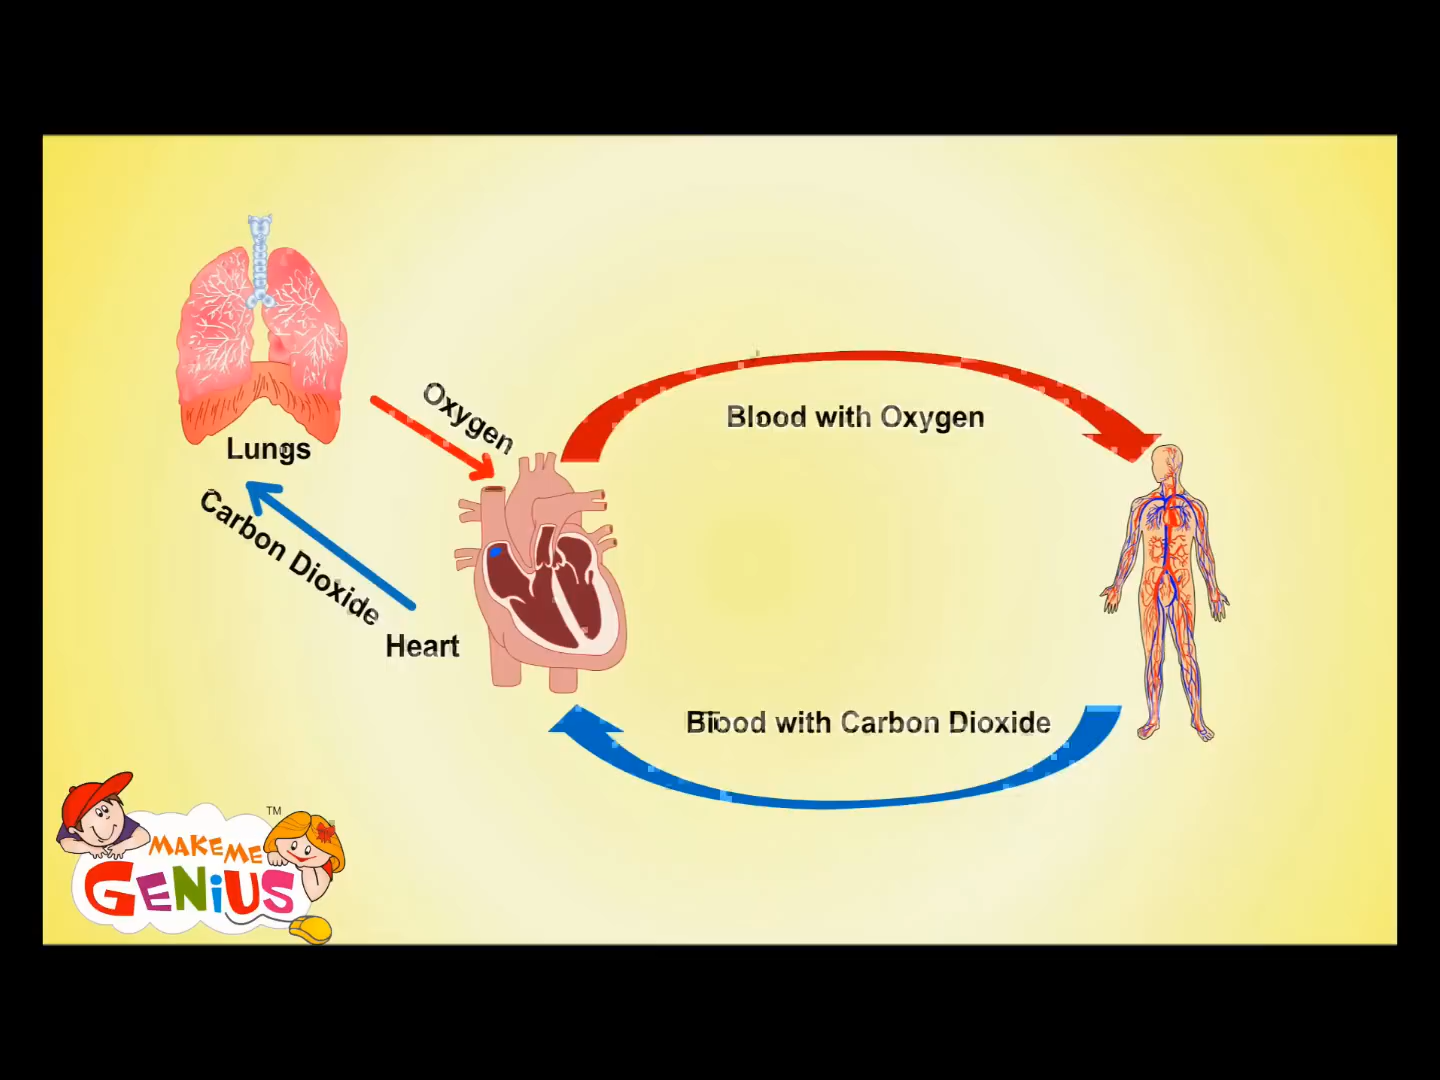 Oxygen
Blood with Oxygen
Lungs
Carbon Dioxide
Heart
Blood with Carbon Dioxide
TM
MAKE ME
GENiUS